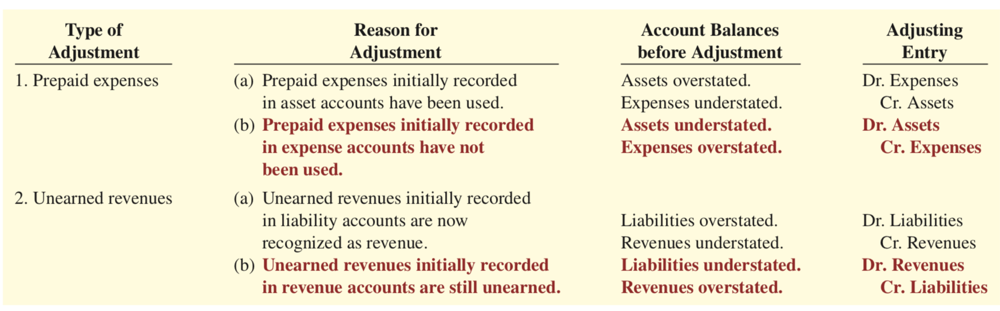 Type of Adjustment
Reason for Adjustment
Account Balances before Adjustment
Adjusting Entry
1. Prepaid expenses
(a) Prepaid expenses initially recorded
in asset accounts have been used.
Assets overstated.
Expenses understated.
Dr. Expenses
Cr. Assets
(b) Prepaid expenses initially recorded
in expense accounts have not
been used.
Assets understated.
Expenses overstated.
Dr. Assets
Cr. Expenses
2. Unearned revenues
(a) Unearned revenues initially recorded
in liability accounts are now
recognized as revenue.
Liabilities overstated.
Revenues understated.
Dr. Liabilities
Cr. Revenues
(b) Unearned revenues initially recorded
in revenue accounts are still unearned.
Liabilities understated.
Revenues overstated.
Dr. Revenues
Cr. Liabilities